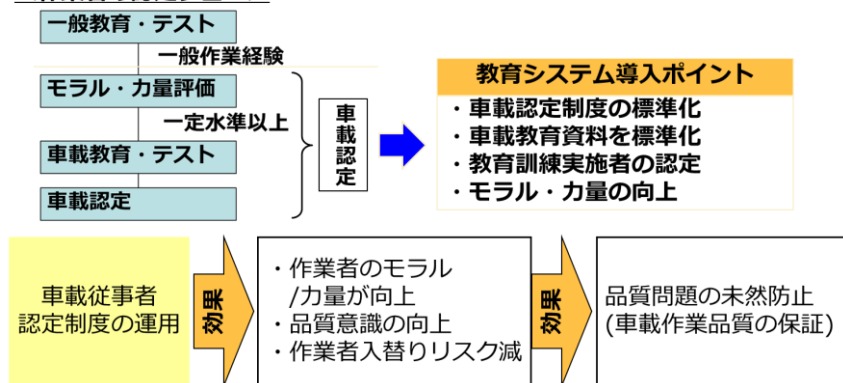 一般教育・テスト
一般作業経験
モラル・力量評価
一定水準以上
車載教育・テスト
車載認定
車載認定
教育システム導入ポイント
・車載認定制度の標準化
・車載教育資料を標準化
・教育訓練実施者の認定
・モラル・力量の向上
車載従事者
認定制度の運用
効果
・作業者のモラル
/力量が向上
・品質意識の向上
・作業者入替りリスク減
効果
品質問題の未然防止
(車載作業品質の保証)